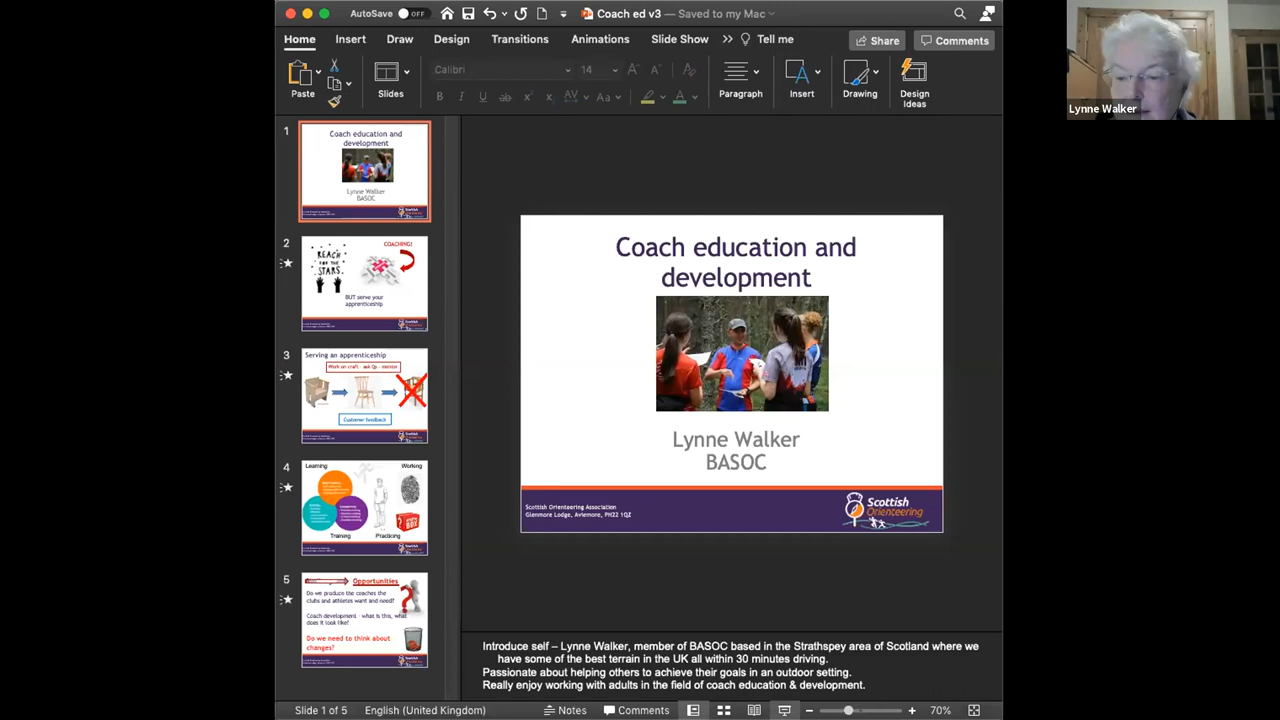 AutoSave OFF
Coach ed v3 — Saved to my Mac
Home Insert Draw Design Transitions Animations Slide Show Tell me Share Comments
Paste Slides Calibri 14 Paragraph Insert Drawing Design Ideas
B I U ab x x AV Aa A
1
Coach education and
development
Lynne Walker
BASOC
2
COACHING!
REACH
FOR THE
STARS.
BUT serve your
apprenticeship
3
Serving an apprenticeship
Work on craft - ask Qs - mentor
Customer feedback
4
Learning Working
Training Practicing
5
Opportunities
Do we produce the coaches the
clubs and athletes want and need?
Coach development - what is this, what
does it look like?
Do we need to think about
changes?
Coach education and
development
Lynne Walker
BASOC
Scottish Orienteering Association
Glenmore Lodge, Aviemore, PH22 1QZ
Scottish
Orienteering
Introduce self – Lynne Walker, member of BASOC based in the Strathspey area of Scotland where we
have some of the best terrain in the UK all within 30 minutes driving.
Passionate about helping others to achieve their goals in an outdoor setting.
Really enjoy working with adults in the field of coach education & development.
Slide 1 of 5 English (United Kingdom) Notes Comments 70%
Lynne Walker